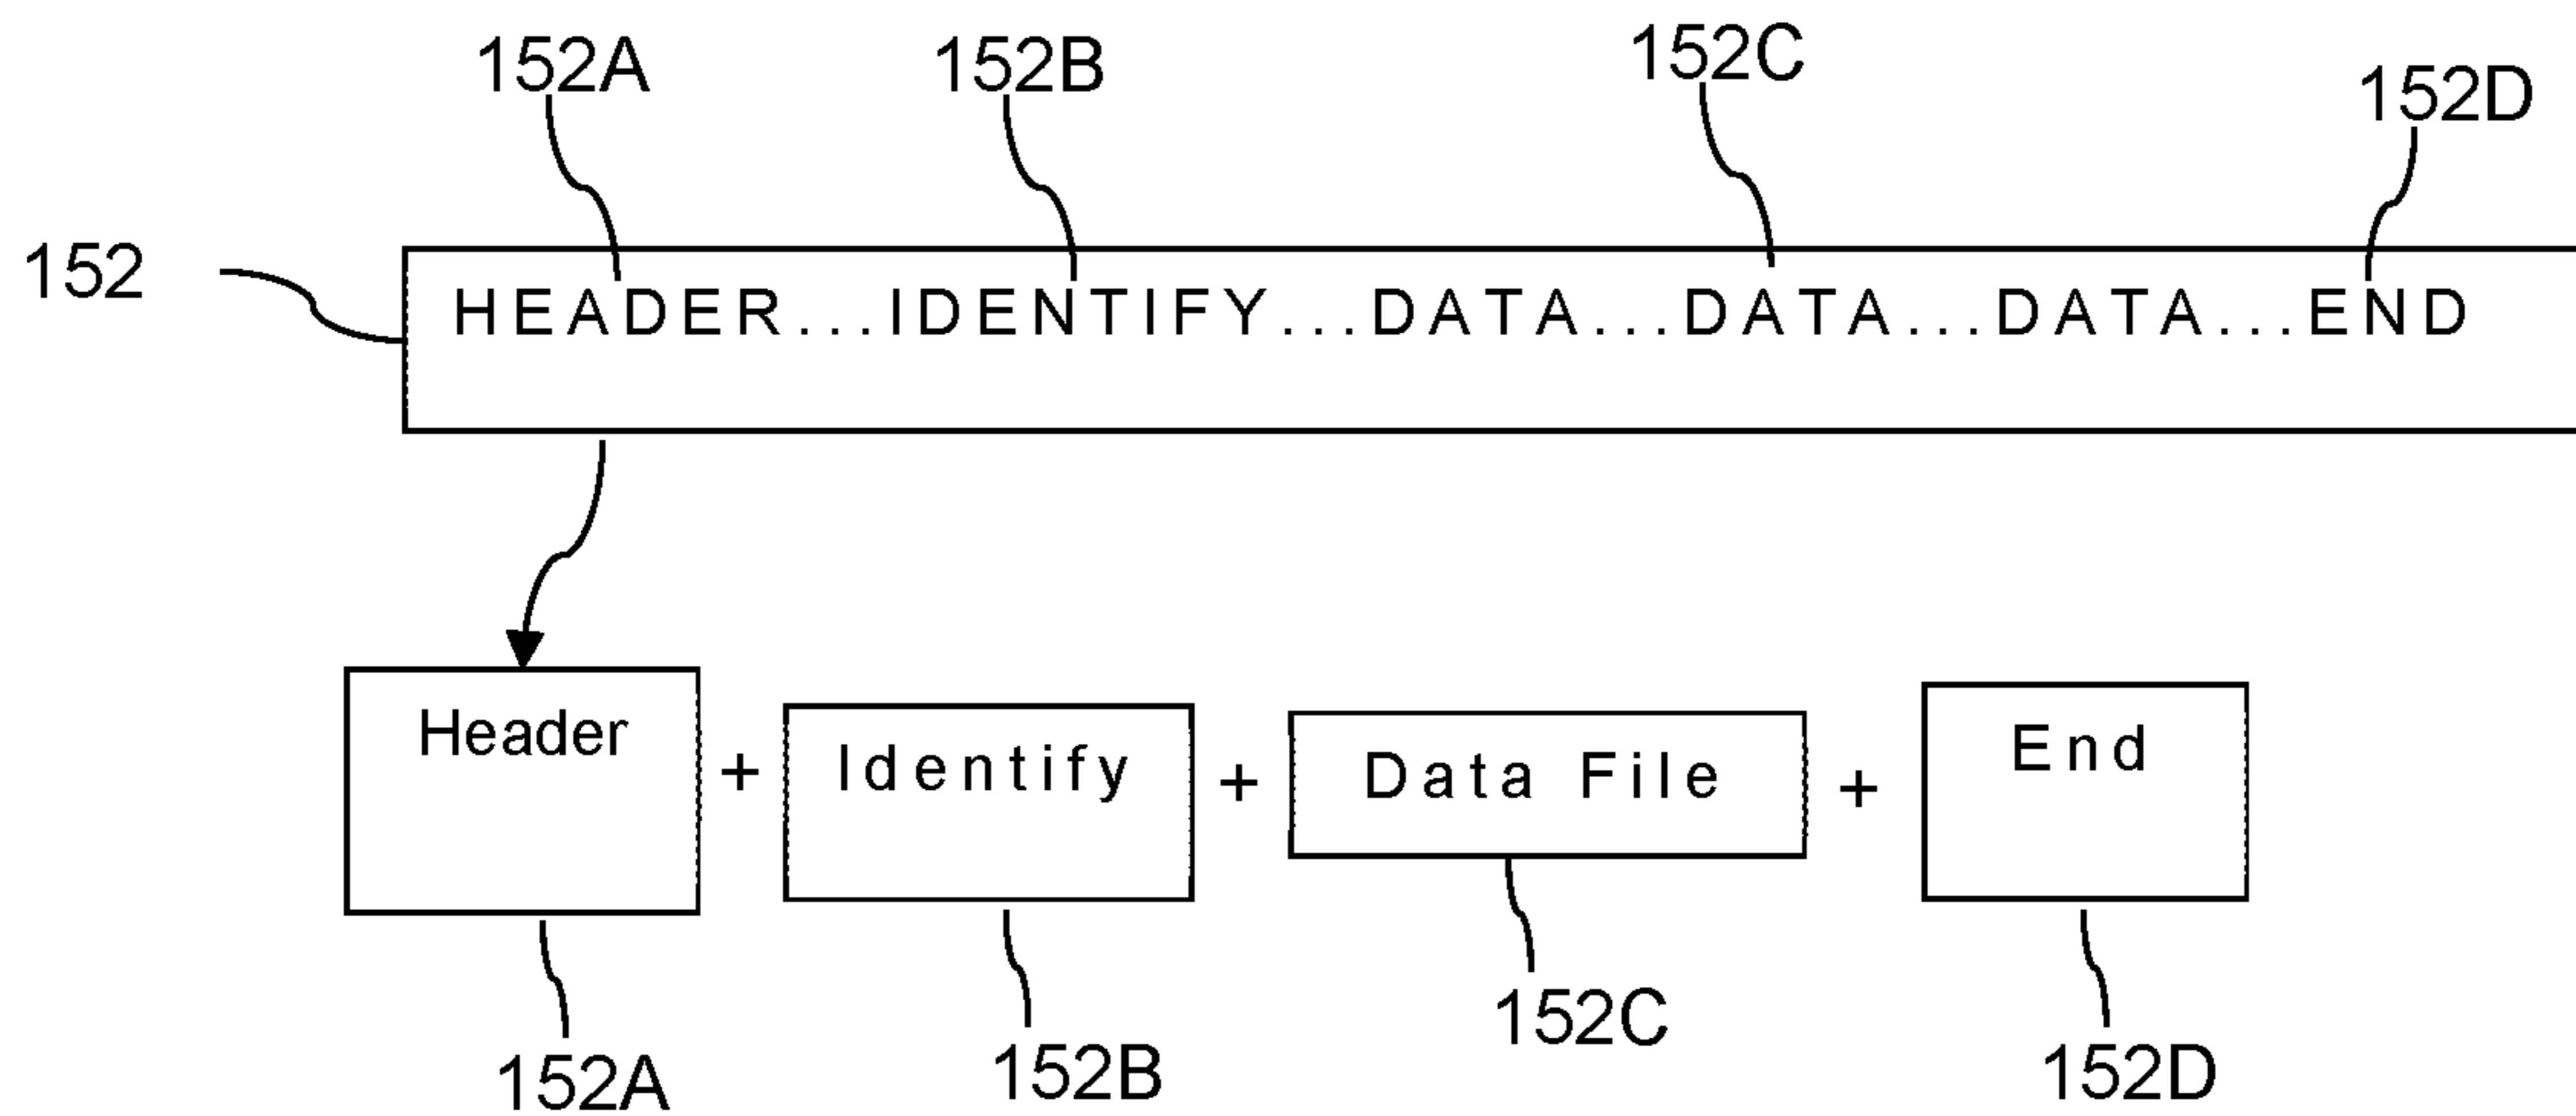 152A 152B 152C 152D
152
HEADER...IDENTIFY...DATA...DATA...DATA...END
Header + Identify + Data File + End
152A 152B 152C 152D